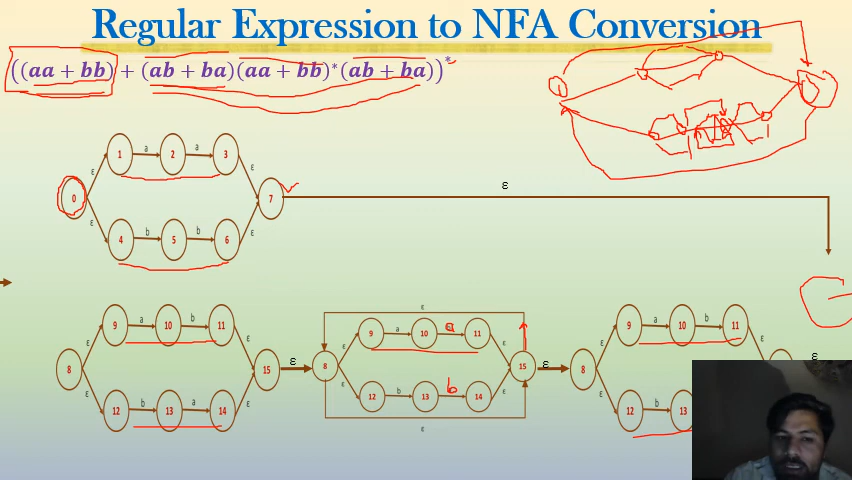 Regular Expression to NFA Conversion
((aa + bb) + (ab + ba)(aa + bb)*(ab + ba))*
ε 1 a 2 a 3 ε
0 7 ε
ε 4 b 5 b 6 ε
ε
ε 9 a 10 b 11 ε
ε 9 a 10 a 11 ε
ε 9 a 10 b 11 ε
8 15 ε 8 15 ε 8 ε
ε 12 b 13 a 14 ε
ε 12 b 13 b 14 ε
ε 12 b 13
ε